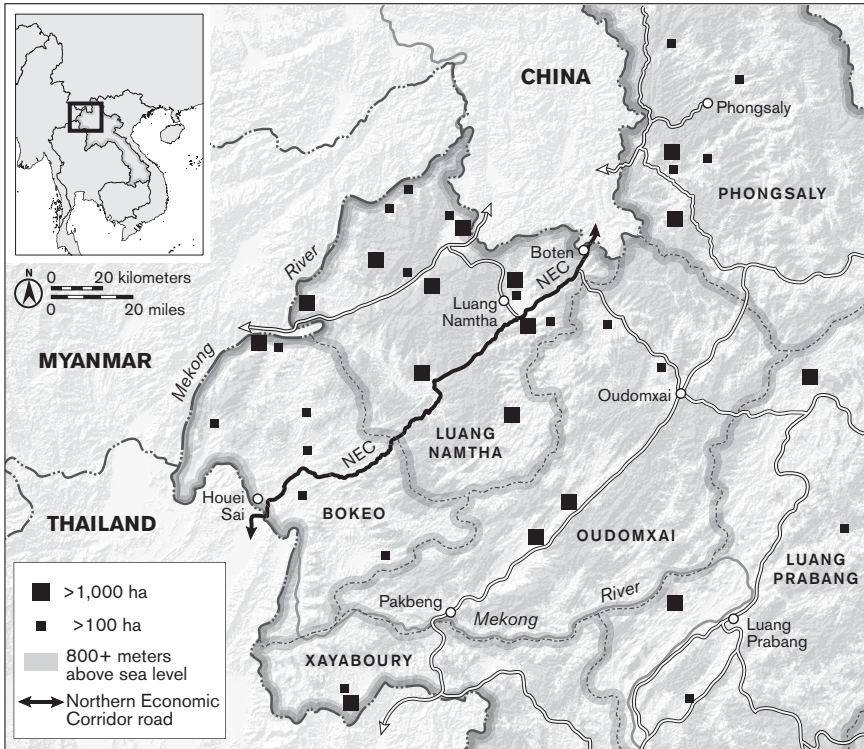 CHINA
Phongsaly
PHONGSALY
River
Boten
NEC
N
0 20 kilometers
0 20 miles
Luang
Namtha
MYANMAR
Mekong
Oudomxai
LUANG
NAMTHA
NEC
Houei
Sai
BOKEO
THAILAND
OUDOMXAI
LUANG
PRABANG
>1,000 ha
>100 ha
800+ meters
above sea level
Northern Economic
Corridor road
Pakbeng
Mekong
River
Luang
Prabang
XAYABOURY